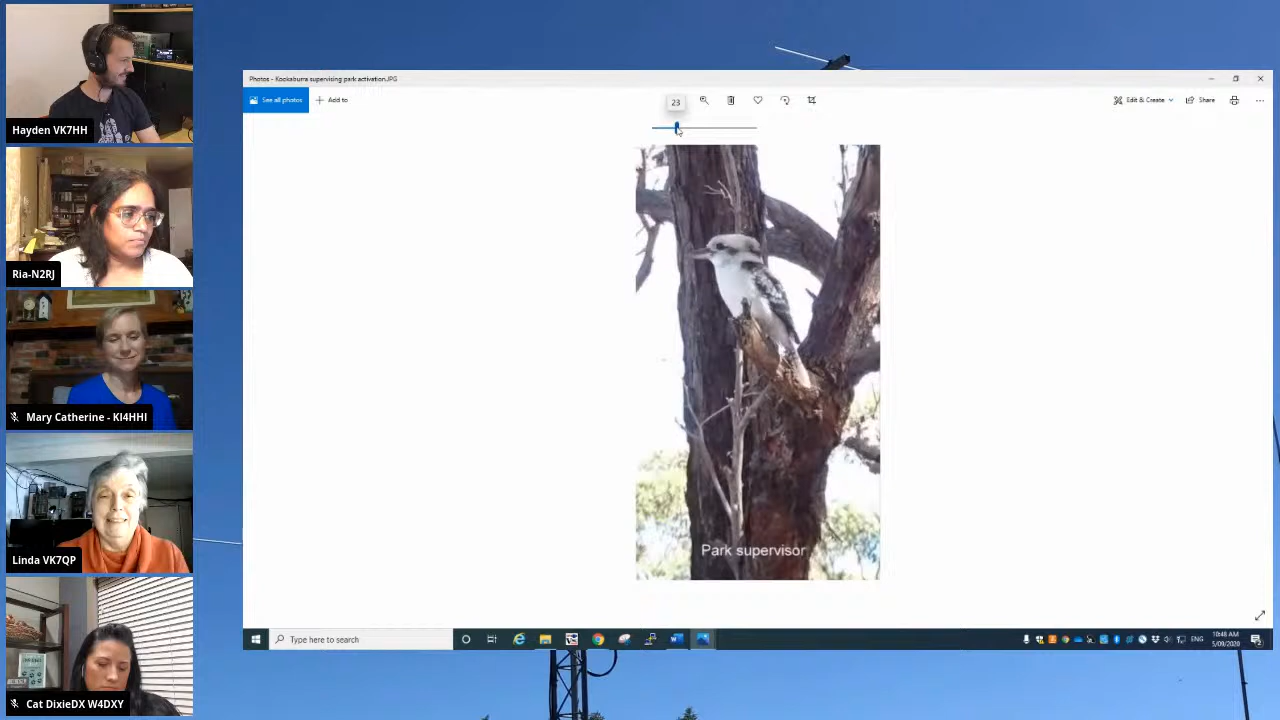 Hayden VK7HH
Ria-N2RJ
Mary Catherine - KI4HHI
Linda VK7QP
Cat DixieDX W4DXY
Photos - Kookaburra supervising park activation.JPG
See all photos
Add to
23
Edit & Create
Share
Park supervisor
Type here to search
ENG
10:48 AM
5/09/2020